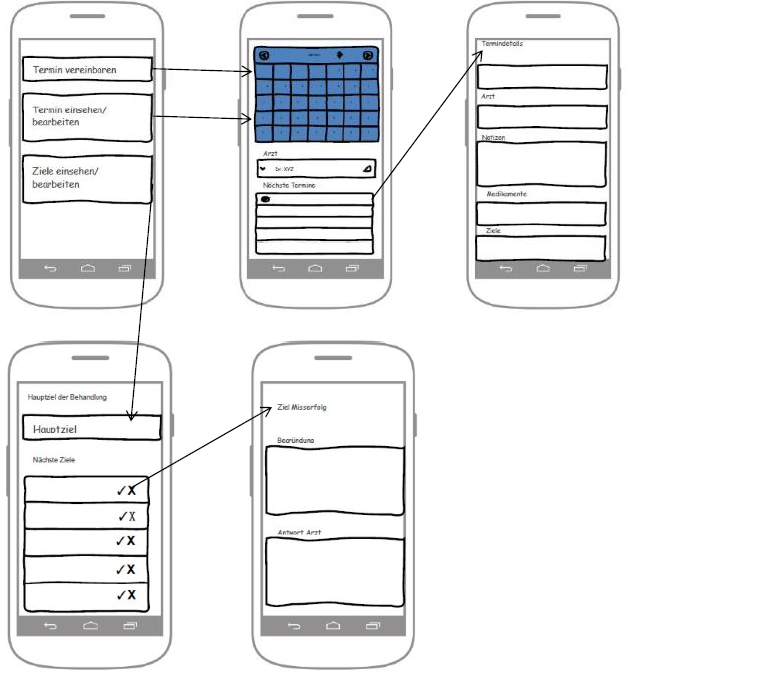 Termin vereinbaren
Termin einsehen/
bearbeiten
Ziele einsehen/
bearbeiten
Arzt
Dr. XYZ
Nächste Termine
Termindetails
Arzt
Notizen
Medikamente
Ziele
Hauptziel der Behandlung
Hauptziel
Nächste Ziele
✓X
✓X
✓X
✓X
✓X
Ziel Misserfolg
Begründung
Antwort Arzt